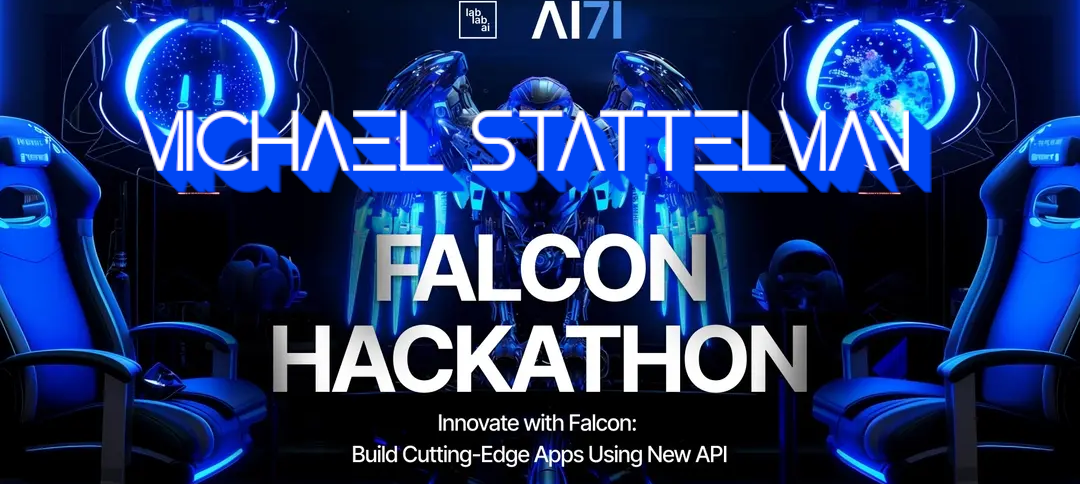 lab
lab
ai
AI71
MICHAEL STATTELMAN
FALCON
HACKATHON
Innovate with Falcon:
Build Cutting-Edge Apps Using New API